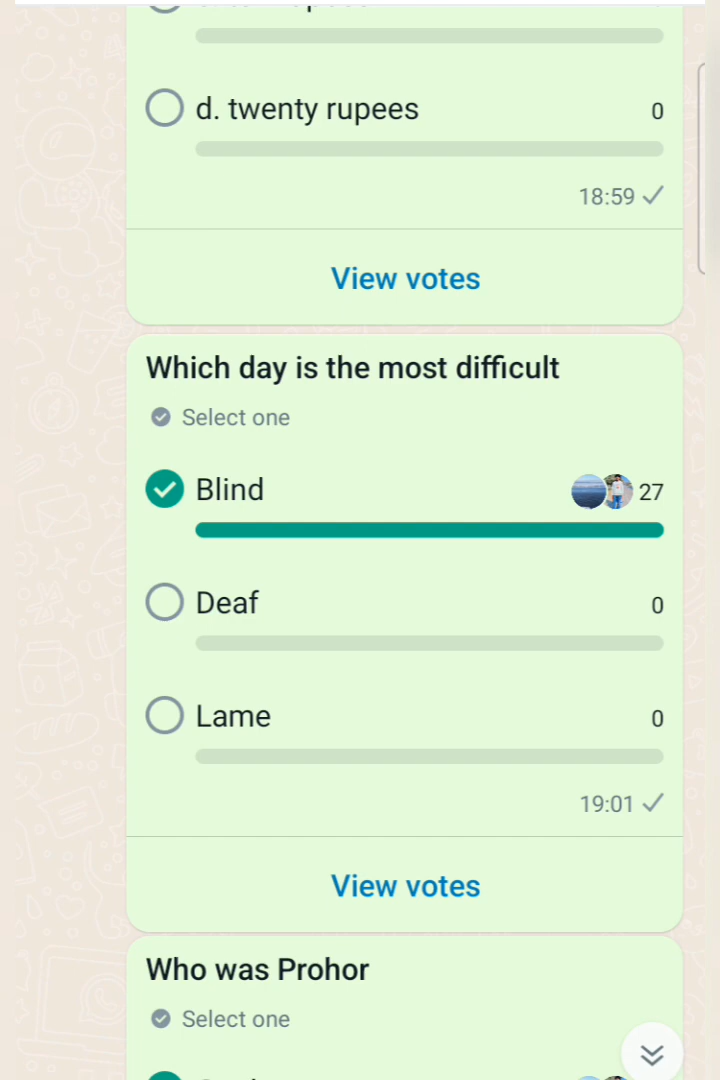 d. twenty rupees 0
18:59
View votes
Which day is the most difficult
Select one
Blind 27
Deaf 0
Lame 0
19:01
View votes
Who was Prohor
Select one